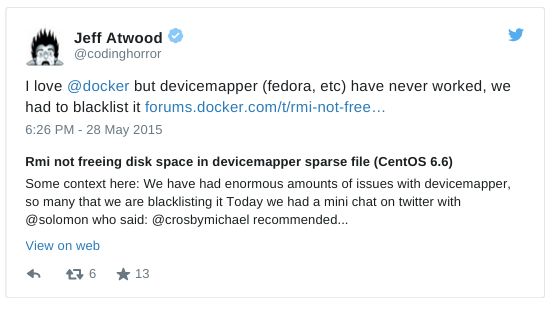 Jeff Atwood
@codinghorror
I love @docker but devicemapper (fedora, etc) have never worked, we
had to blacklist it forums.docker.com/t/rmi-not-free…
6:26 PM - 28 May 2015
Rmi not freeing disk space in devicemapper sparse file (CentOS 6.6)
Some context here: We have had enormous amounts of issues with devicemapper,
so many that we are blacklisting it Today we had a mini chat on twitter with
@solomon who said: @crosbymichael recommended...
View on web
6 13